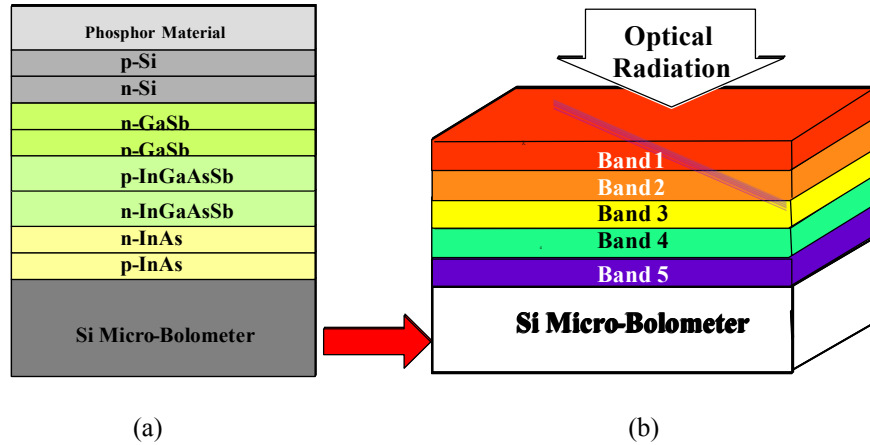 Phosphor Material
p-Si
n-Si
n-GaSb
p-GaSb
p-InGaAsSb
n-InGaAsSb
n-InAs
p-InAs
Si Micro-Bolometer
(a)
Optical
Radiation
Band 1
Band 2
Band 3
Band 4
Band 5
Si Micro-Bolometer
(b)